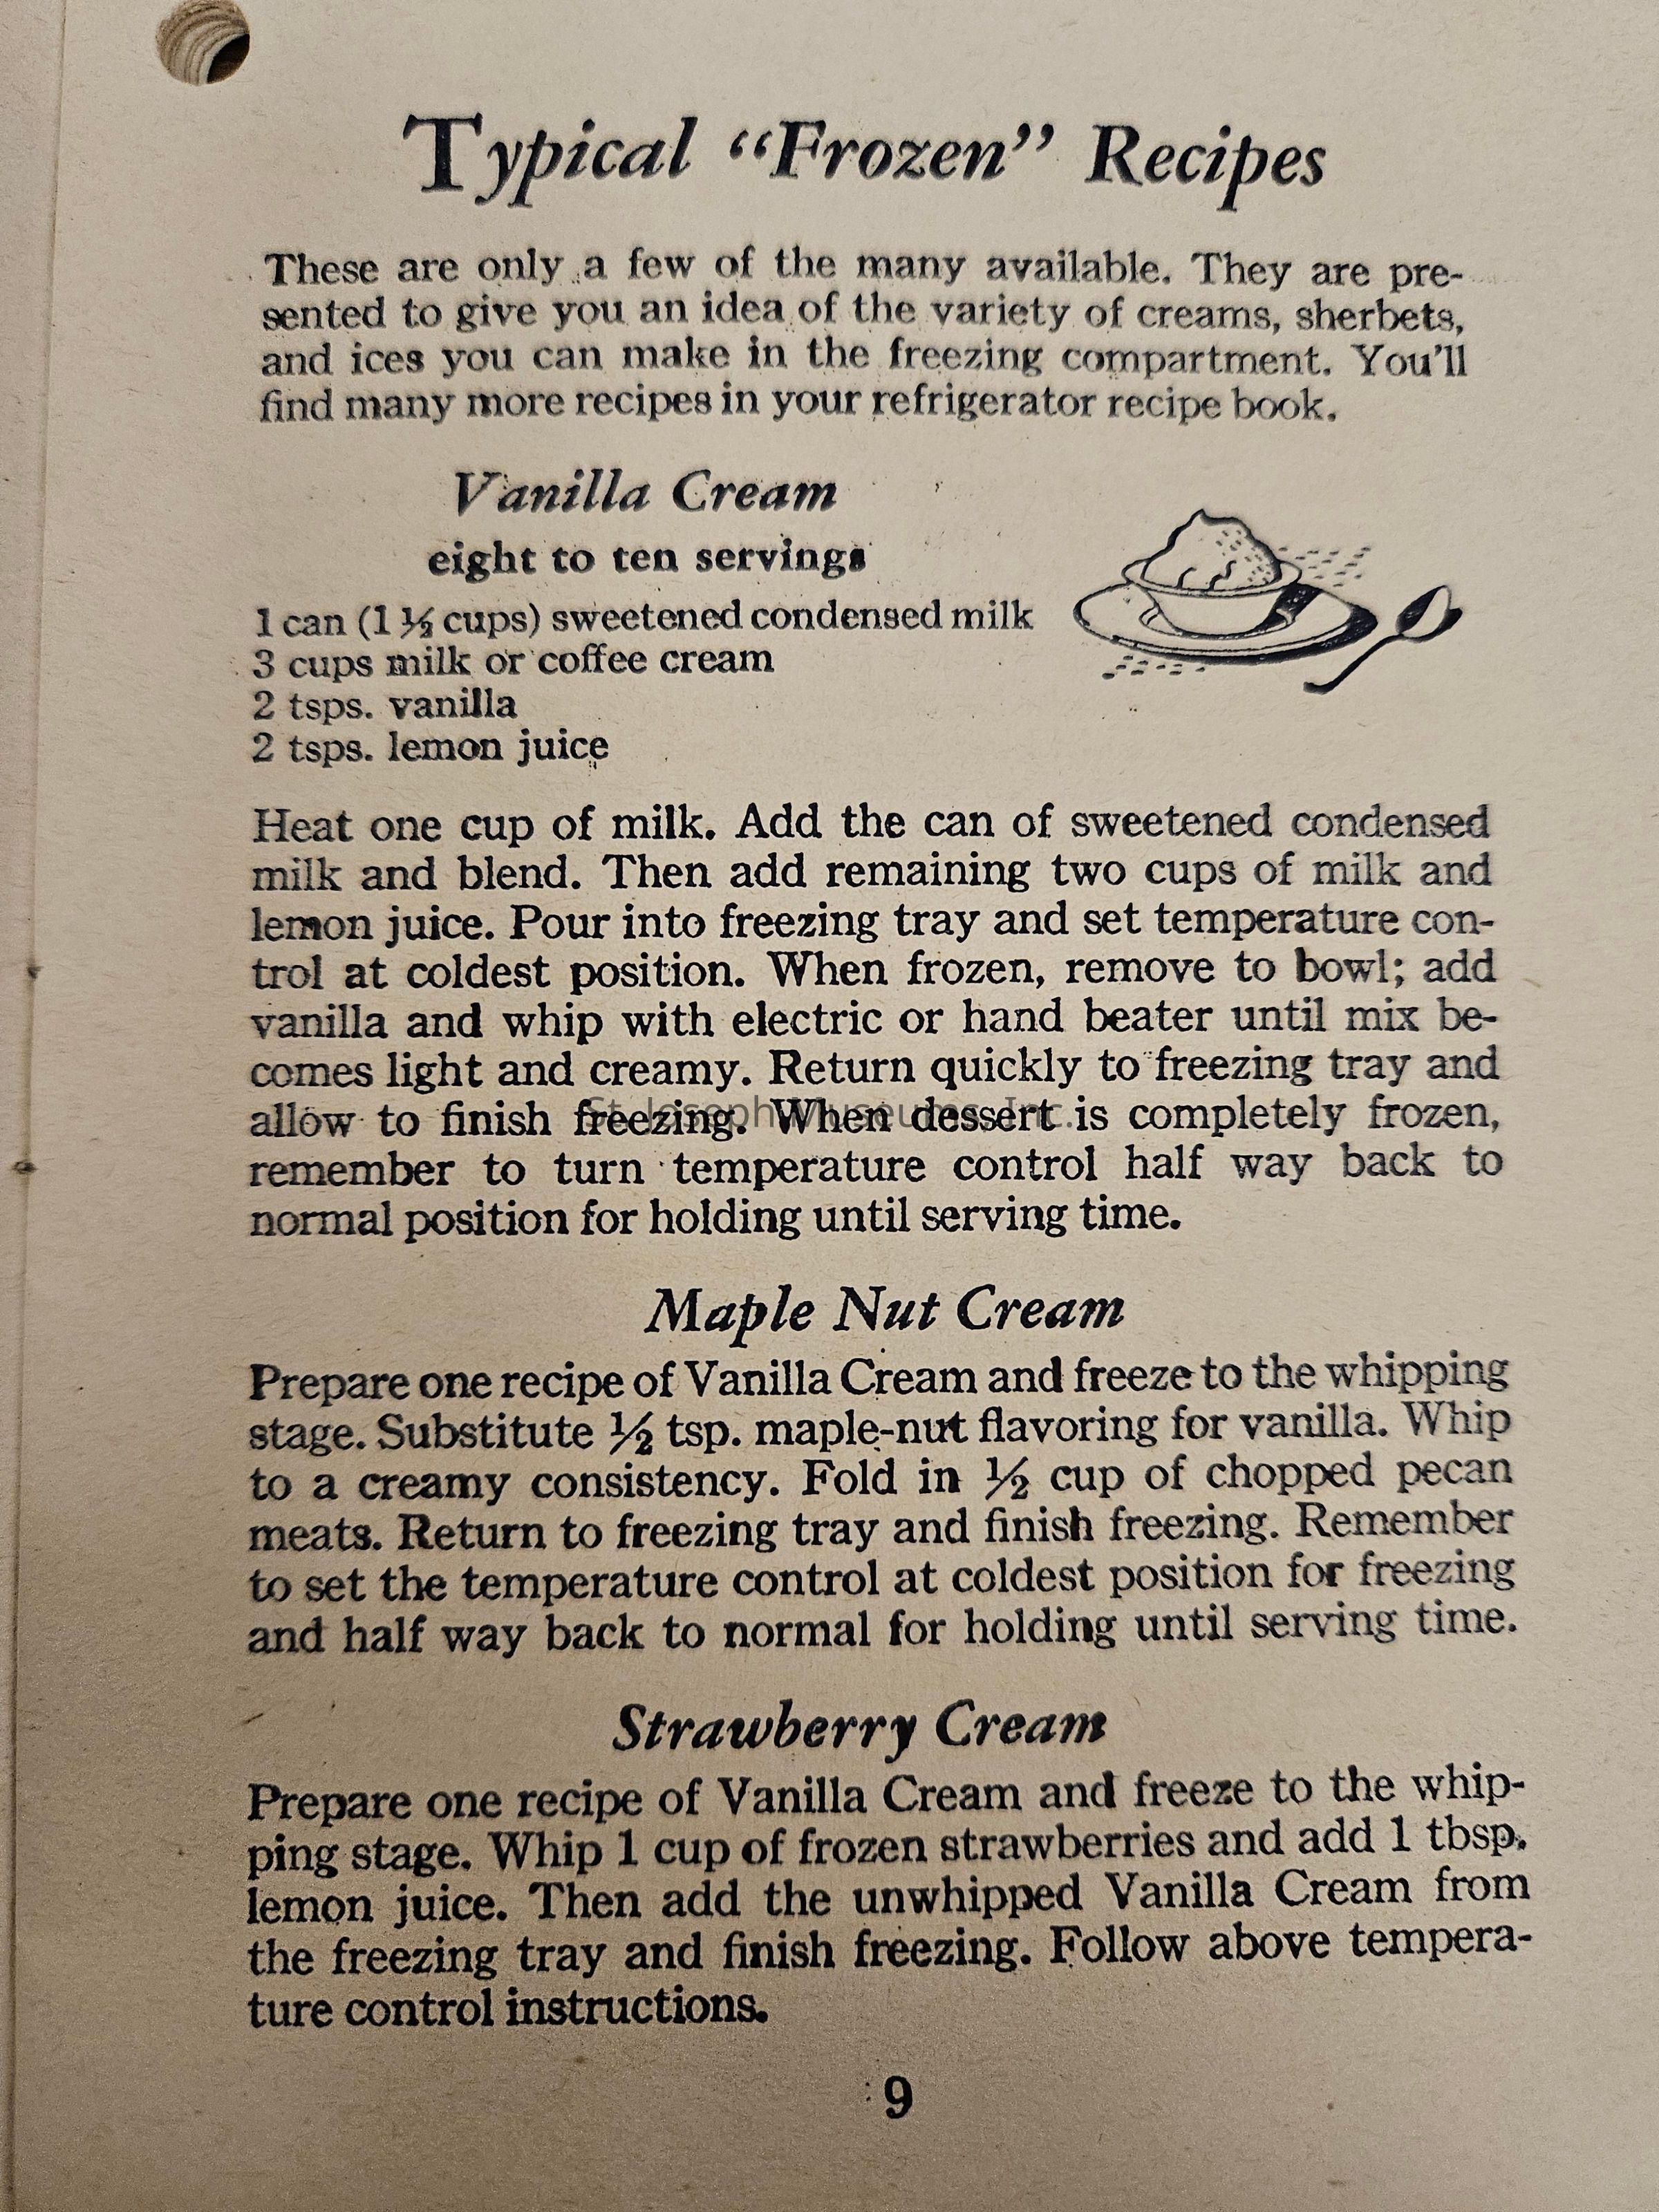 Typical “Frozen” Recipes
These are only a few of the many available. They are pre-
sented to give you an idea of the variety of creams, sherbets,
and ices you can make in the freezing compartment. You’ll
find many more recipes in your refrigerator recipe book.
Vanilla Cream
eight to ten servings
1 can (1 ⅓ cups) sweetened condensed milk
3 cups milk or coffee cream
2 tsps. vanilla
2 tsps. lemon juice
Heat one cup of milk. Add the can of sweetened condensed
milk and blend. Then add remaining two cups of milk and
lemon juice. Pour into freezing tray and set temperature con-
trol at coldest position. When frozen, remove to bowl; add
vanilla and whip with electric or hand beater until mix be-
comes light and creamy. Return quickly to freezing tray and
allow to finish freezing. When dessert is completely frozen,
St. Joseph Museums, Inc.
remember to turn temperature control half way back to
normal position for holding until serving time.
Maple Nut Cream
Prepare one recipe of Vanilla Cream and freeze to the whipping
stage. Substitute ½ tsp. maple-nut flavoring for vanilla. Whip
to a creamy consistency. Fold in ½ cup of chopped pecan
meats. Return to freezing tray and finish freezing. Remember
to set the temperature control at coldest position for freezing
and half way back to normal for holding until serving time.
Strawberry Cream
Prepare one recipe of Vanilla Cream and freeze to the whip-
ping stage. Whip 1 cup of frozen strawberries and add 1 tbsp.
lemon juice. Then add the unwhipped Vanilla Cream from
the freezing tray and finish freezing. Follow above tempera-
ture control instructions.
9